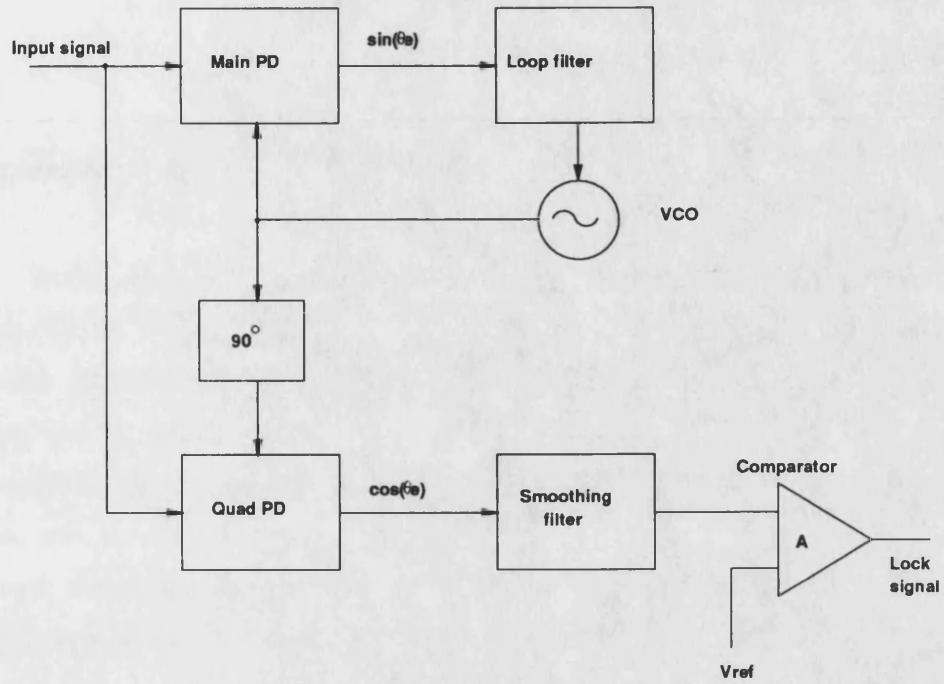 Input signal
Main PD
sin(θe)
Loop filter
VCO
90°
Quad PD
cos(θe)
Smoothing
filter
Comparator
A
Lock
signal
Vref